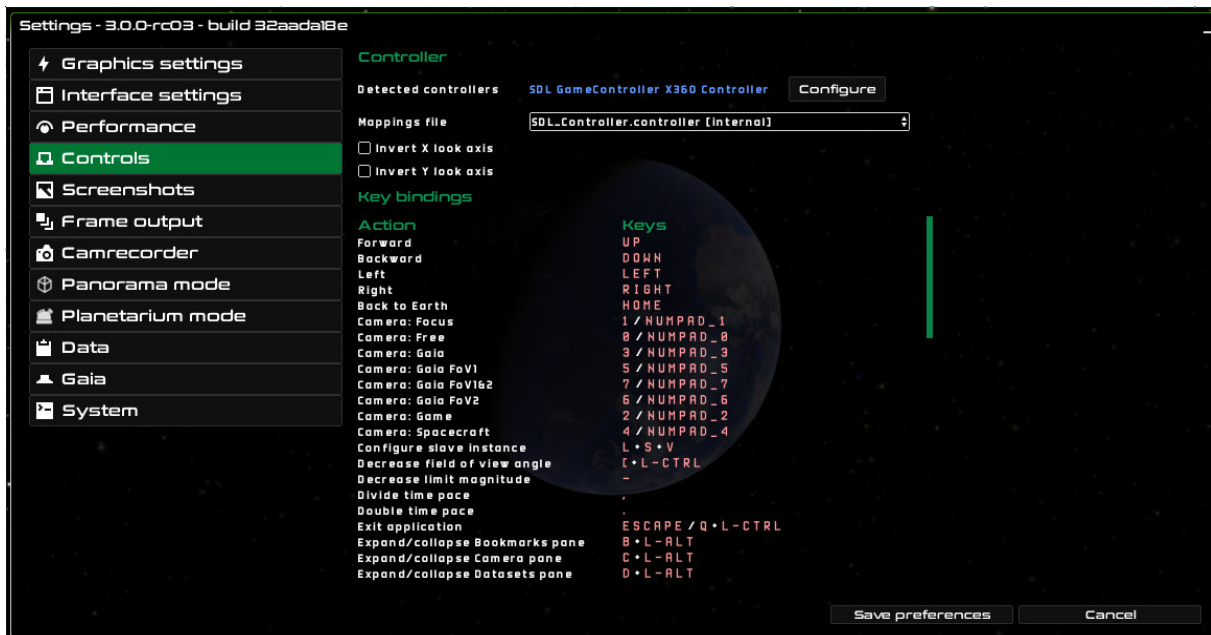 Settings - 3.0.0-rc03 - build 32aada18e
Graphics settings
Interface settings
Performance
Controls
Screenshots
Frame output
Camrecorder
Panorama mode
Planetarium mode
Data
Gaia
System
Controller
Detected controllers SDL GameController X360 Controller Configure
Mappings file SDL_Controller.controller [internal]
Invert X look axis
Invert Y look axis
Key bindings
Action Keys
Forward UP
Backward DOWN
Left LEFT
Right RIGHT
Back to Earth HOME
Camera: Focus 1 / NUMPAD_1
Camera: Free 0 / NUMPAD_0
Camera: Gaia 3 / NUMPAD_3
Camera: Gaia FoV1 5 / NUMPAD_5
Camera: Gaia FoV1&2 7 / NUMPAD_7
Camera: Gaia FoV2 6 / NUMPAD_6
Camera: Game 2 / NUMPAD_2
Camera: Spacecraft 4 / NUMPAD_4
Configure slave instance L + S + V
Decrease field of view angle [ + L-CTRL
Decrease limit magnitude -
Divide time pace ,
Double time pace .
Exit application ESCAPE / Q + L-CTRL
Expand/collapse Bookmarks pane B + L-ALT
Expand/collapse Camera pane C + L-ALT
Expand/collapse Datasets pane D + L-ALT
Save preferences Cancel